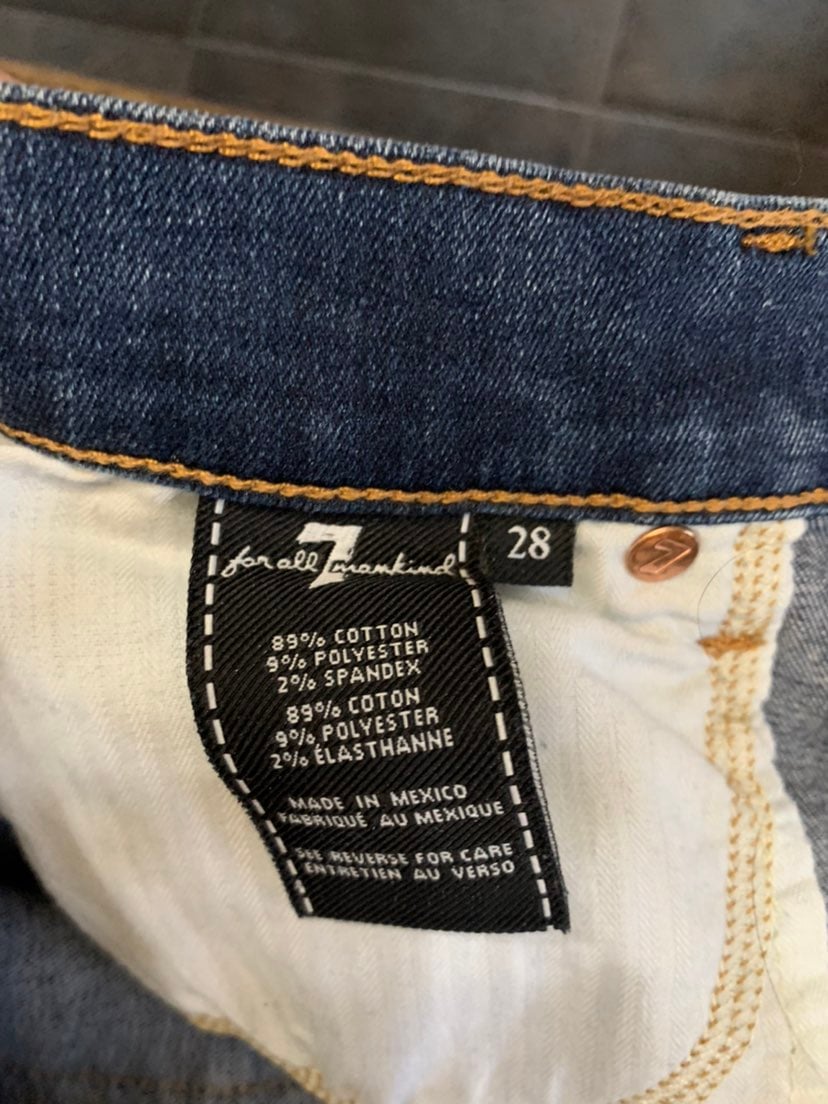 for all 7 mankind
28
89% COTTON
9% POLYESTER
2% SPANDEX
89% COTON
9% POLYESTER
2% ÉLASTHANNE
MADE IN MEXICO
FABRIQUÉ AU MEXIQUE
SEE REVERSE FOR CARE
ENTRETIEN AU VERSO
7